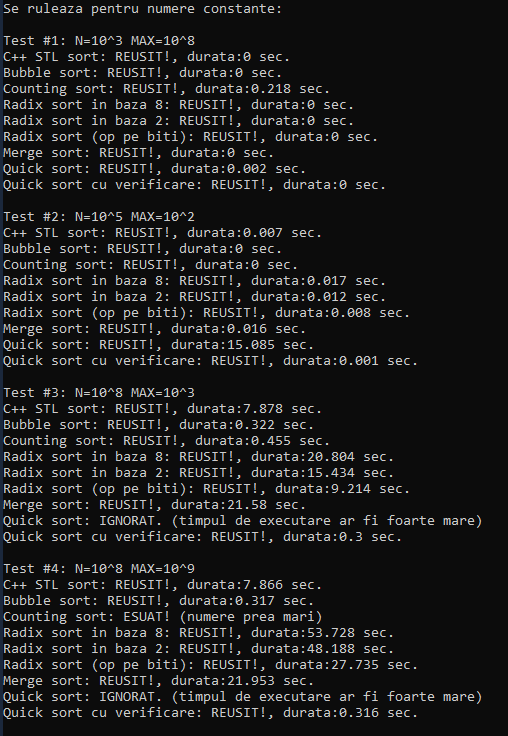 Se ruleaza pentru numere constante:

Test #1: N=10^3 MAX=10^8
C++ STL sort: REUSIT!, durata:0 sec.
Bubble sort: REUSIT!, durata:0 sec.
Counting sort: REUSIT!, durata:0.218 sec.
Radix sort in baza 8: REUSIT!, durata:0 sec.
Radix sort in baza 2: REUSIT!, durata:0 sec.
Radix sort (op pe biti): REUSIT!, durata:0 sec.
Merge sort: REUSIT!, durata:0 sec.
Quick sort: REUSIT!, durata:0.002 sec.
Quick sort cu verificare: REUSIT!, durata:0 sec.

Test #2: N=10^5 MAX=10^2
C++ STL sort: REUSIT!, durata:0.007 sec.
Bubble sort: REUSIT!, durata:0 sec.
Counting sort: REUSIT!, durata:0 sec.
Radix sort in baza 8: REUSIT!, durata:0.017 sec.
Radix sort in baza 2: REUSIT!, durata:0.012 sec.
Radix sort (op pe biti): REUSIT!, durata:0.008 sec.
Merge sort: REUSIT!, durata:0.016 sec.
Quick sort: REUSIT!, durata:15.085 sec.
Quick sort cu verificare: REUSIT!, durata:0.001 sec.

Test #3: N=10^8 MAX=10^3
C++ STL sort: REUSIT!, durata:7.878 sec.
Bubble sort: REUSIT!, durata:0.322 sec.
Counting sort: REUSIT!, durata:0.455 sec.
Radix sort in baza 8: REUSIT!, durata:20.804 sec.
Radix sort in baza 2: REUSIT!, durata:15.434 sec.
Radix sort (op pe biti): REUSIT!, durata:9.214 sec.
Merge sort: REUSIT!, durata:21.58 sec.
Quick sort: IGNORAT. (timpul de executare ar fi foarte mare)
Quick sort cu verificare: REUSIT!, durata:0.3 sec.

Test #4: N=10^8 MAX=10^9
C++ STL sort: REUSIT!, durata:7.866 sec.
Bubble sort: REUSIT!, durata:0.317 sec.
Counting sort: ESUAT! (numere prea mari)
Radix sort in baza 8: REUSIT!, durata:53.728 sec.
Radix sort in baza 2: REUSIT!, durata:48.188 sec.
Radix sort (op pe biti): REUSIT!, durata:27.735 sec.
Merge sort: REUSIT!, durata:21.953 sec.
Quick sort: IGNORAT. (timpul de executare ar fi foarte mare)
Quick sort cu verificare: REUSIT!, durata:0.316 sec.